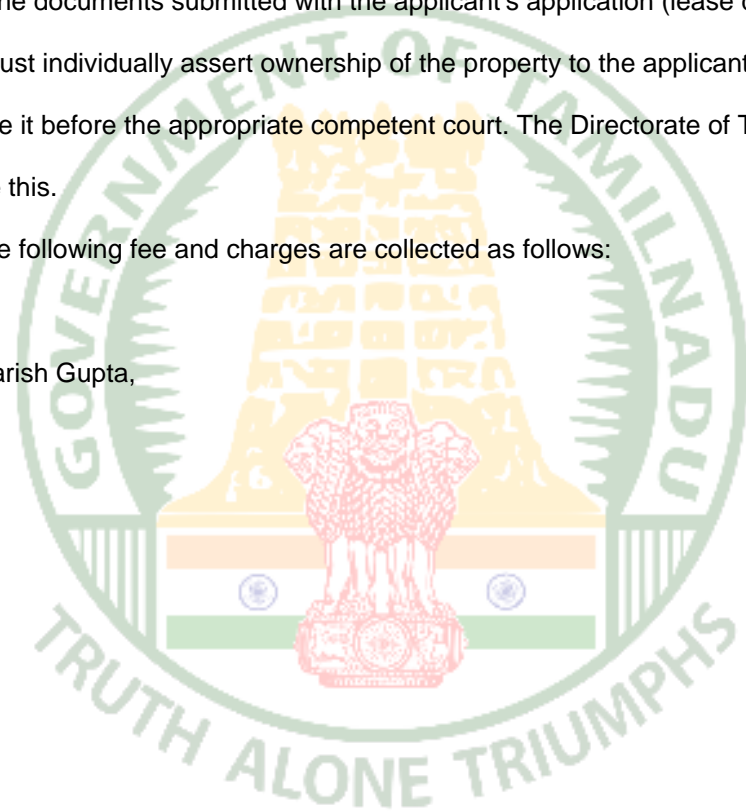 he documents submitted with the applicant's application (lease
ust individually assert ownership of the property to the applicant
e it before the appropriate competent court. The Directorate of T
this.
e following fee and charges are collected as follows:
arish Gupta,
GOVERNMENT OF TAMILNADU
TRUTH ALONE TRIUMPHS